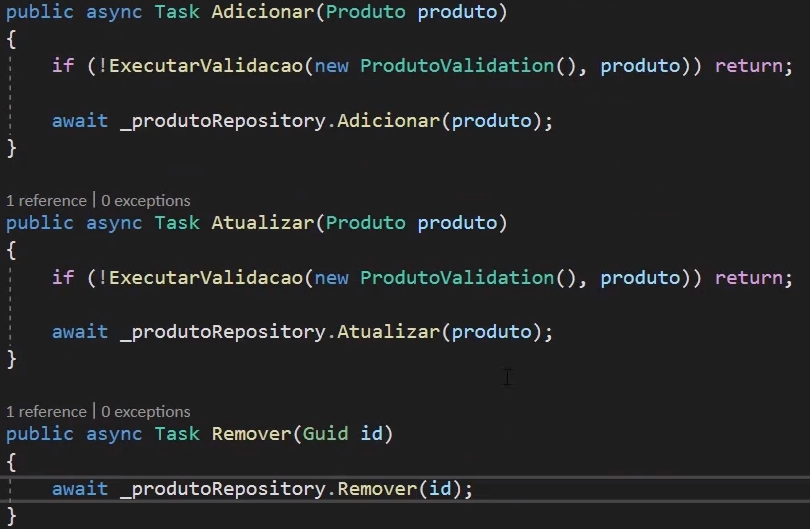 public async Task Adicionar(Produto produto)
{
if (!ExecutarValidacao(new ProdutoValidation(), produto)) return;
await _produtoRepository.Adicionar(produto);
}
1 reference | 0 exceptions
public async Task Atualizar(Produto produto)
{
if (!ExecutarValidacao(new ProdutoValidation(), produto)) return;
await _produtoRepository.Atualizar(produto);
}
1 reference | 0 exceptions
public async Task Remover(Guid id)
{
await _produtoRepository.Remover(id);
}